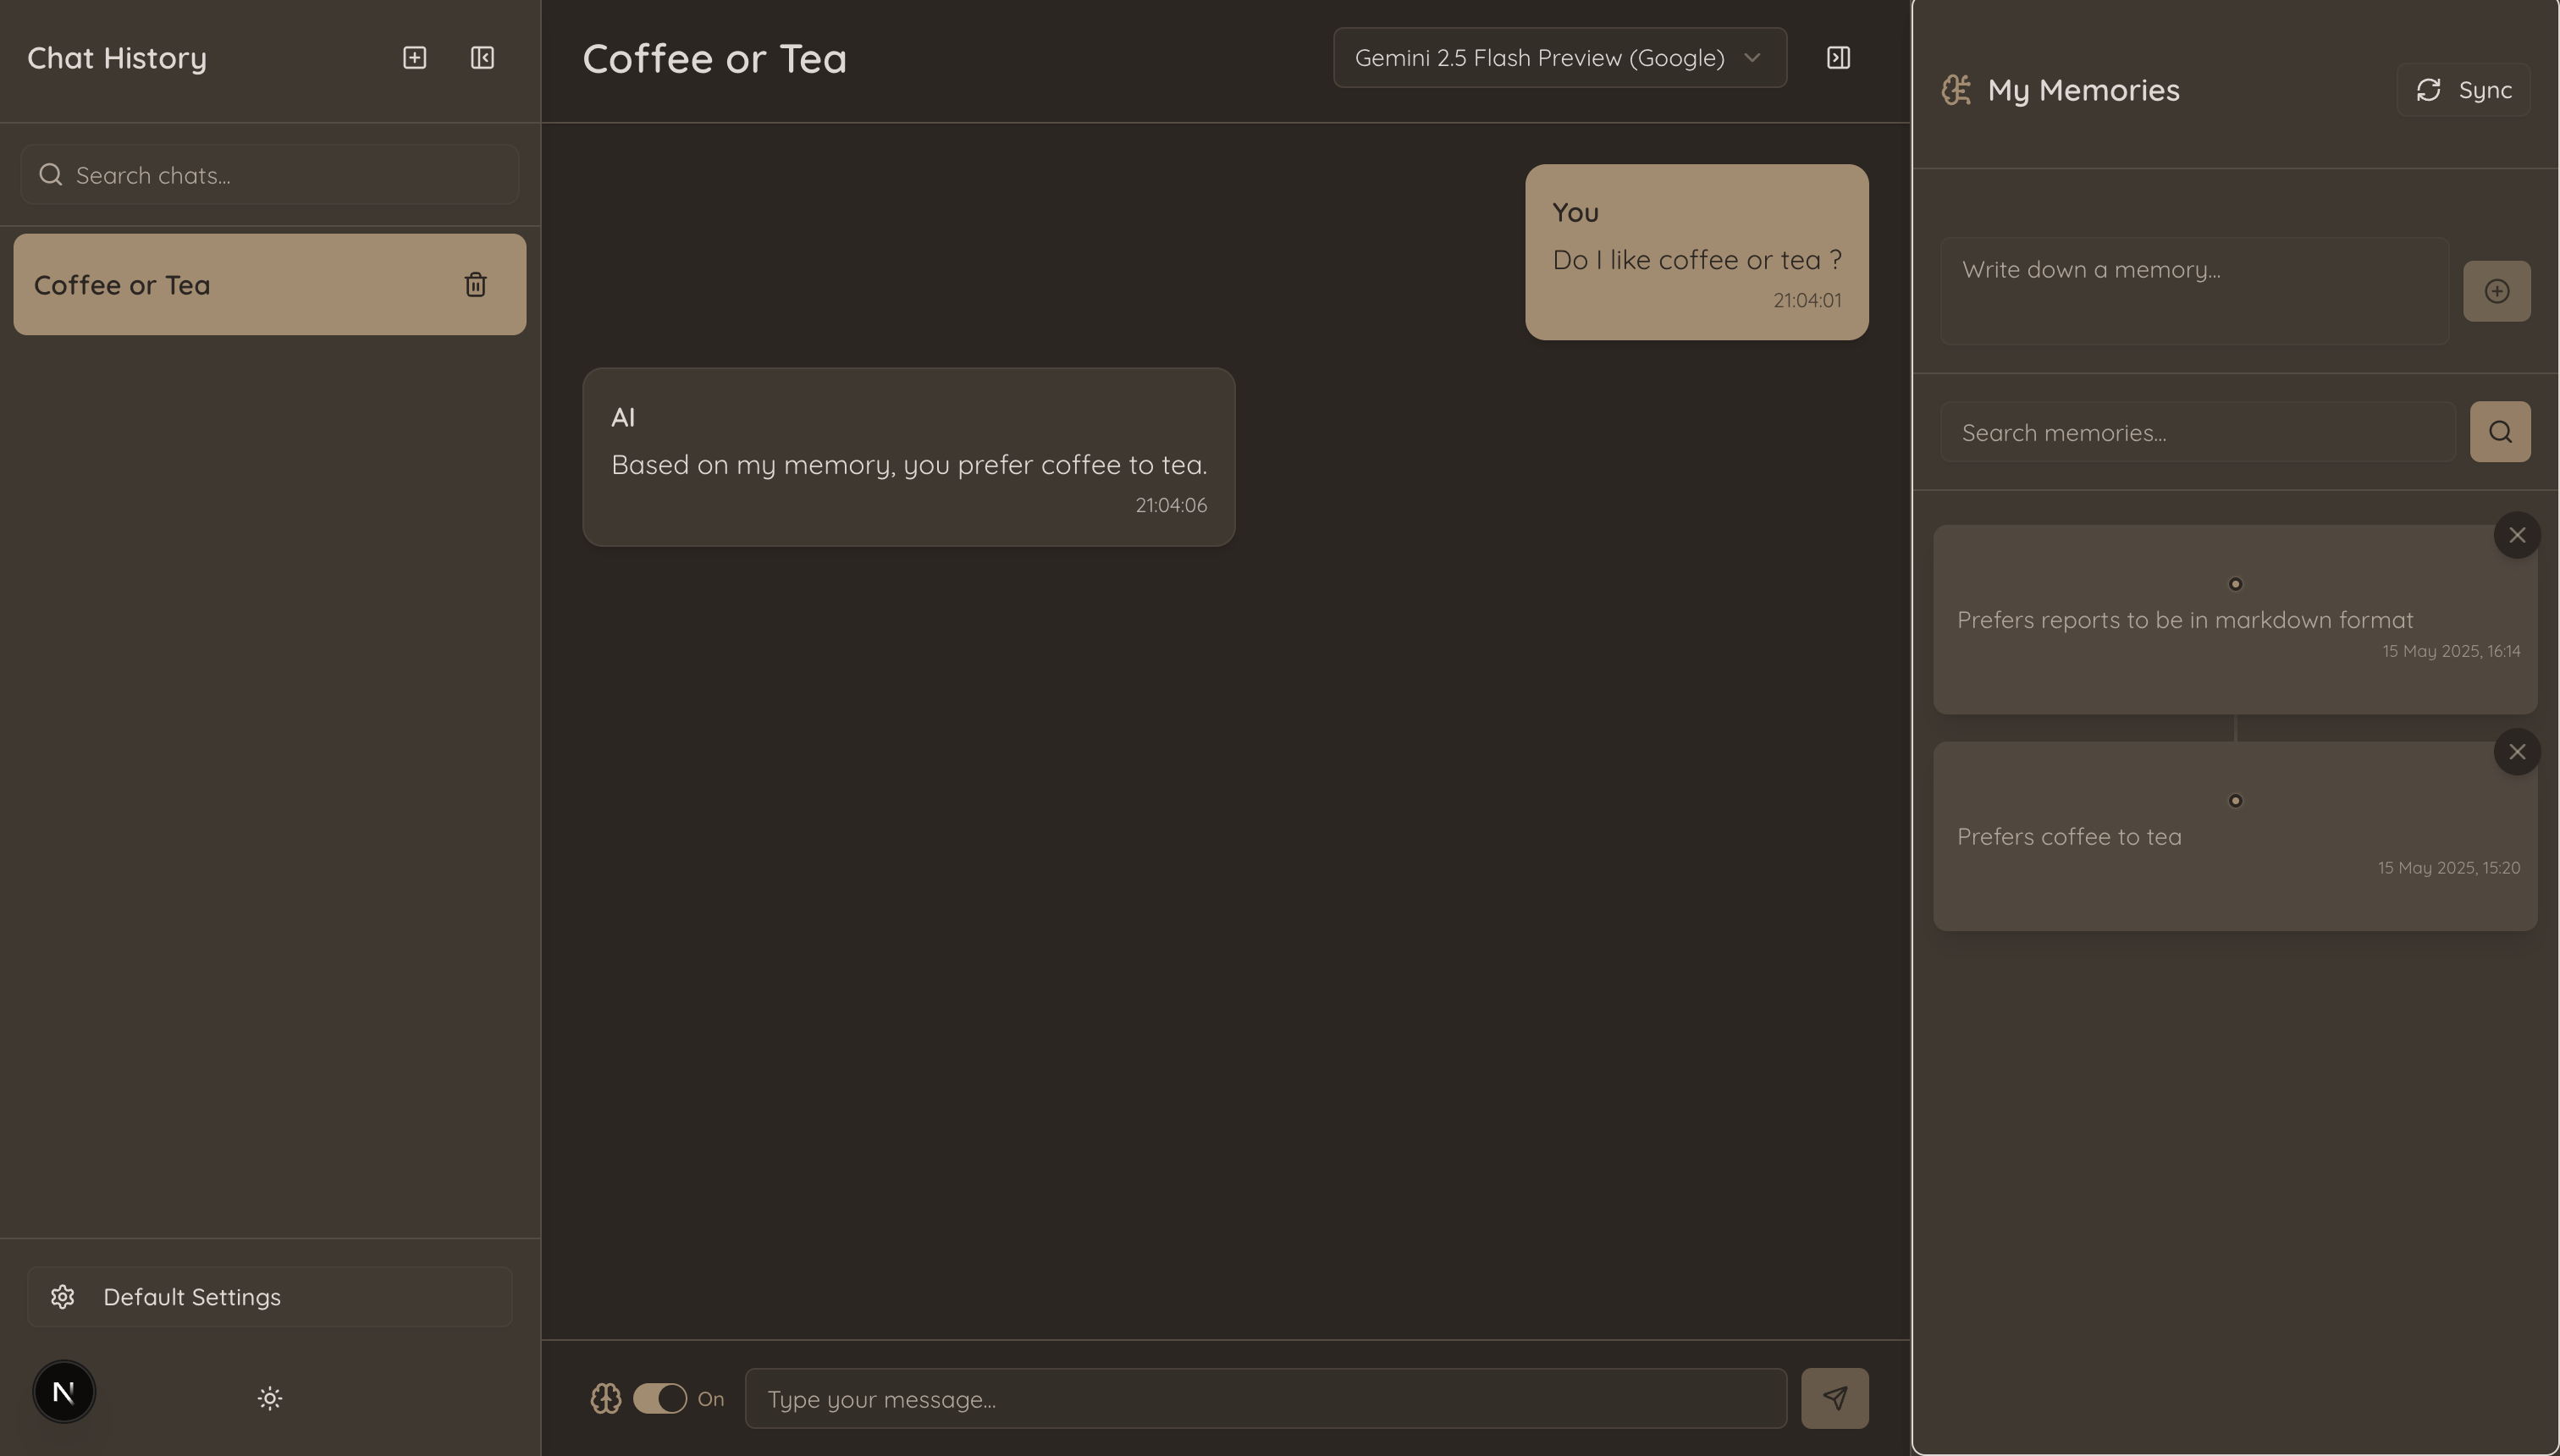 Chat History
Search chats...
Coffee or Tea
Default Settings
N
Coffee or Tea
Gemini 2.5 Flash Preview (Google)
You
Do I like coffee or tea ?
21:04:01
AI
Based on my memory, you prefer coffee to tea.
21:04:06
On
Type your message...
My Memories
Sync
Write down a memory...
Search memories...
Prefers reports to be in markdown format
15 May 2025, 16:14
Prefers coffee to tea
15 May 2025, 15:20